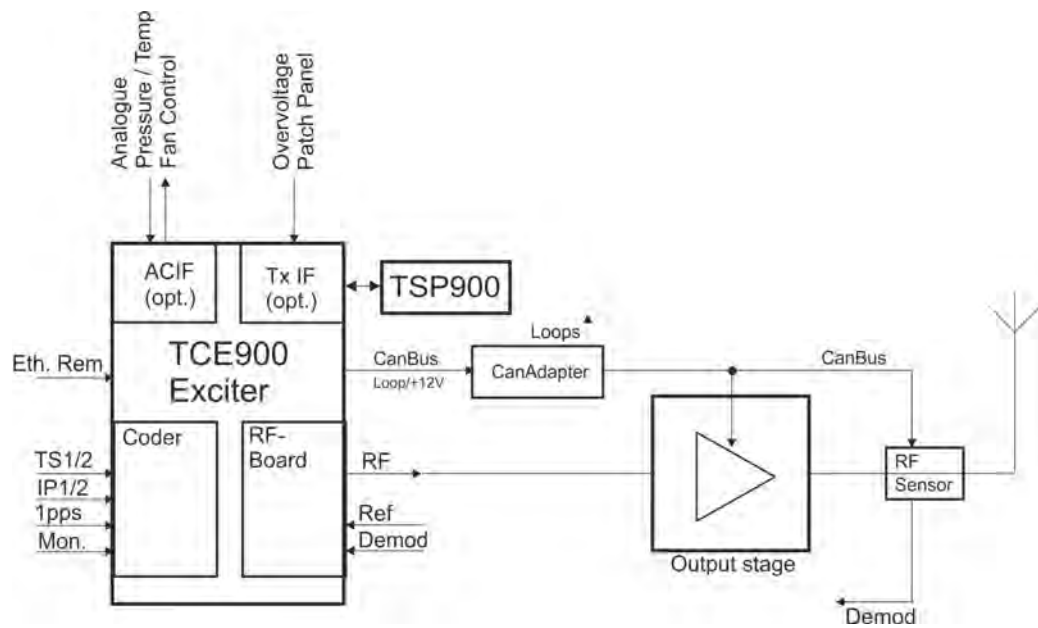 Analogue
Pressure / Temp
Fan Control
Overvoltage
Patch Panel
ACIF
(opt.)
Tx IF
(opt.)
TSP900
Loops
Eth. Rem
TCE900
Exciter
CanBus
Loop/+12V
CanAdapter
CanBus
Coder
RF-
Board
TS1/2
IP1/2
1pps
Mon.
RF
Ref
Demod
RF
Sensor
Output stage
Demod